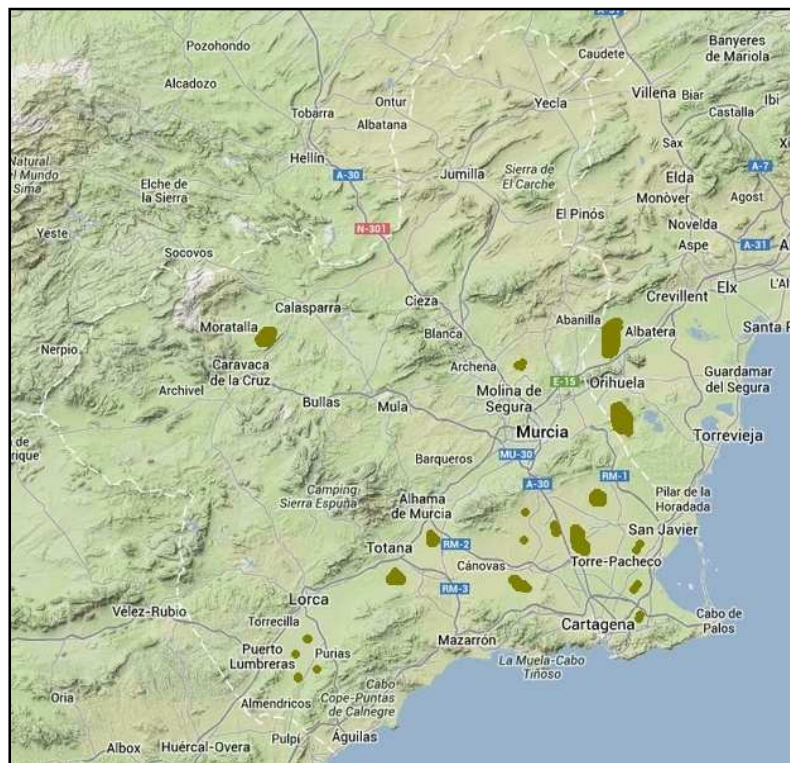 A-31
Pozohondo
Caudete
Banyeres
de Mariola
Alcadozo
Ontur
Yecla
Villena
Biar
Ibi
Tobarra
Albatana
Castalla
Hellín
Sax
A-7
Natural
Mundo
Sima
A-30
Jumilla
Sierra de
El Carche
Elda
Elche de
la Sierra
Monòver
Agost
El Pinós
Novelda
Yeste
N-301
Aspe
A-31
Socovos
Elx
Crevillent
Calasparra
Cieza
Moratalla
Blanca
Abanilla
Albatera
Santa P
Nerpio
Caravaca
de la Cruz
Archena
E-15
Orihuela
Guardamar
del Segura
Archivel
Molina de
Segura
Bullas
Mula
Murcia
Torrevieja
MU-30
Barqueros
A-30
RM-1
Camping
Sierra Espuña
Alhama
de Murcia
Pilar de la
Horadada
San Javier
Totana
RM-2
Cánovas
Torre-Pacheco
RM-3
Lorca
Vélez-Rubio
Torrecilla
Cartagena
Cabo de
Palos
Puerto
Lumbreras
Purias
Mazarrón
La Muela-Cabo
Tiñoso
Oria
Almendricos
Cabo
Cope-Puntas
de Calnegre
Albox
Huércal-Overa
Pulpí
Águilas